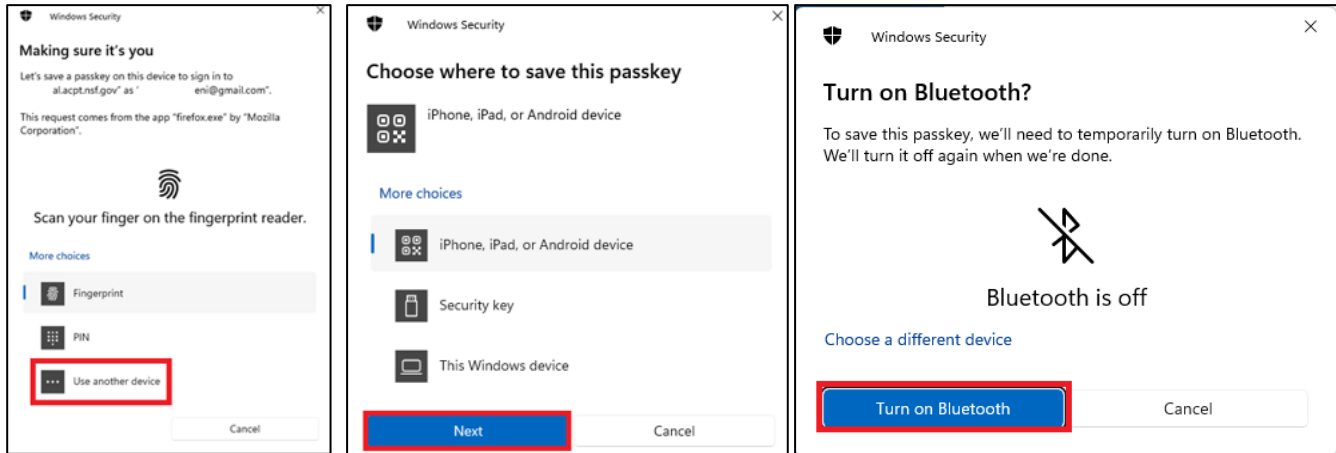 Windows Security
Making sure it's you
Let's save a passkey on this device to sign in to
al.acpt.nsf.gov" as ' eni@gmail.com".
This request comes from the app "firefox.exe" by "Mozilla
Corporation".
Scan your finger on the fingerprint reader.
More choices
Fingerprint
PIN
Use another device
Cancel
Windows Security
Choose where to save this passkey
iPhone, iPad, or Android device
More choices
iPhone, iPad, or Android device
Security key
This Windows device
Next
Cancel
Windows Security
Turn on Bluetooth?
To save this passkey, we'll need to temporarily turn on Bluetooth.
We'll turn it off again when we're done.
Bluetooth is off
Choose a different device
Turn on Bluetooth
Cancel